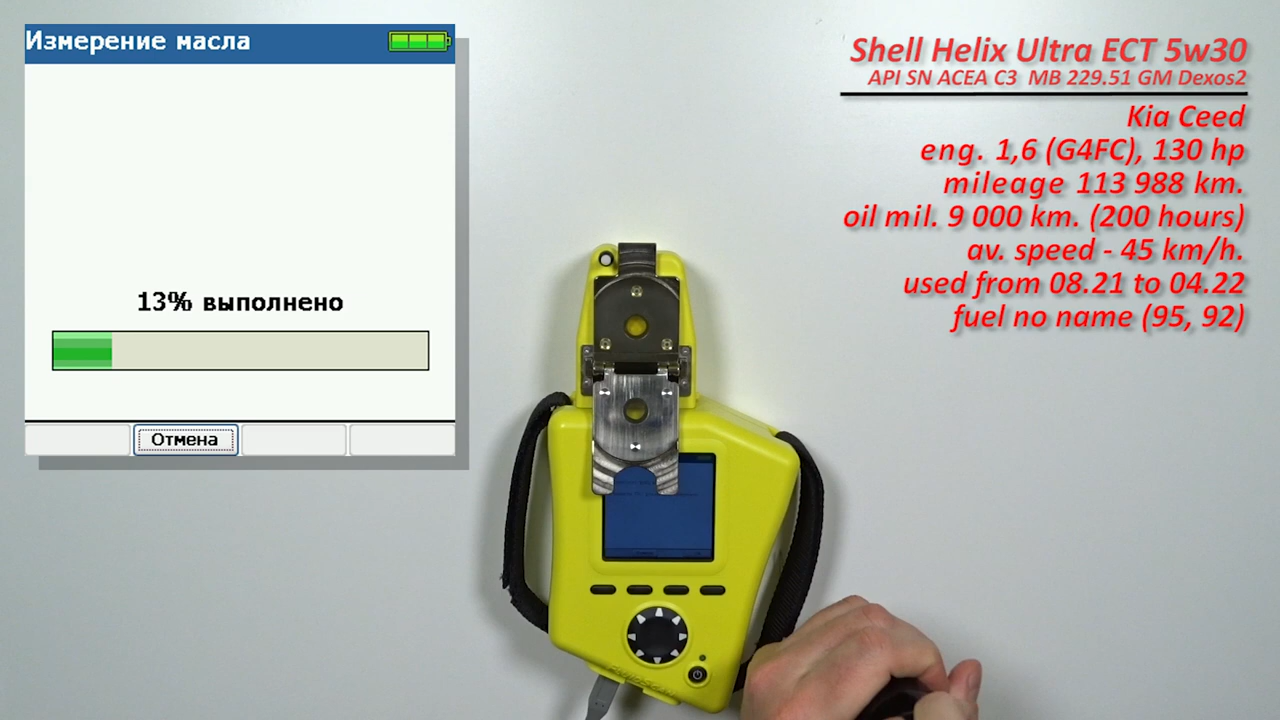 Измерение масла
13% выполнено
Отмена
Shell Helix Ultra ECT 5w30
API SN ACEA C3 MB 229.51 GM Dexos2
Kia Ceed
eng. 1,6 (G4FC), 130 hp
mileage 113 988 km.
oil mil. 9 000 km. (200 hours)
av. speed - 45 km/h.
used from 08.21 to 04.22
fuel no name (95, 92)